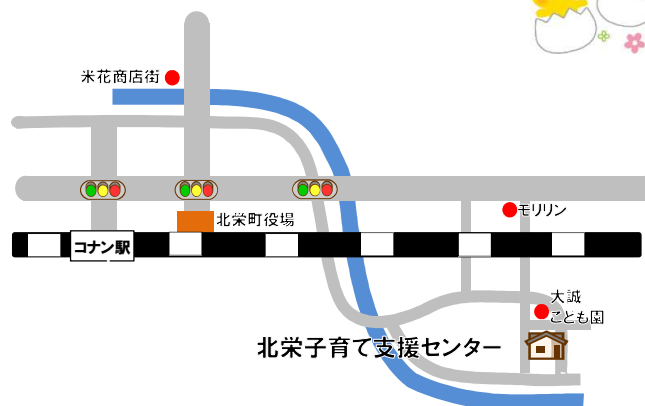 米花商店街
北栄町役場
モリリン
コナン駅
大誠
こども園
北栄子育て支援センター